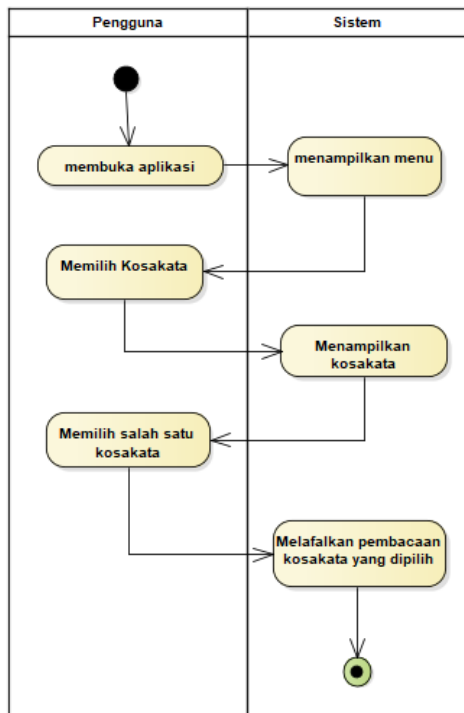 Pengguna
Sistem
membuka aplikasi
menampilkan menu
Memilih Kosakata
Menampilkan
kosakata
Memilih salah satu
kosakata
Melafalkan pembacaan
kosakata yang dipilih